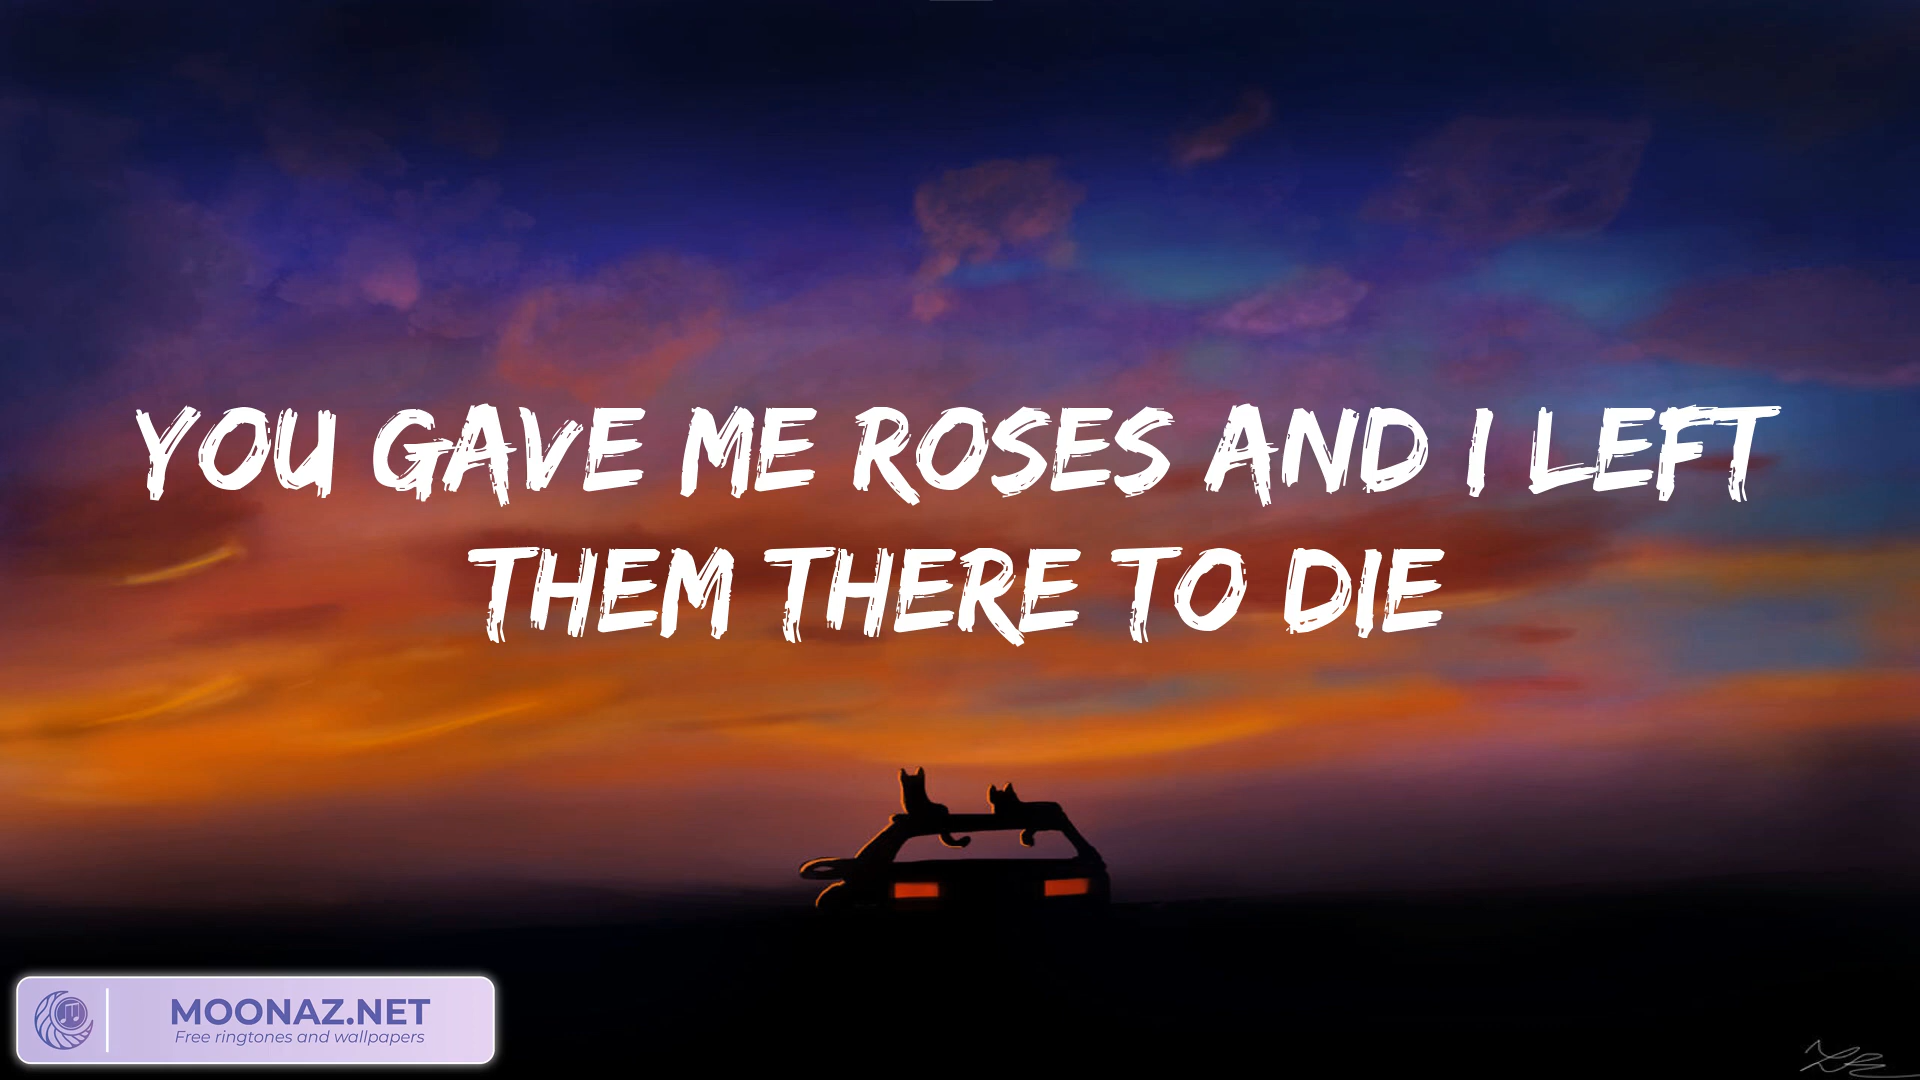 YOU GAVE ME ROSES AND I LEFT
THEM THERE TO DIE
MOONAZ.NET
Free ringtones and wallpapers